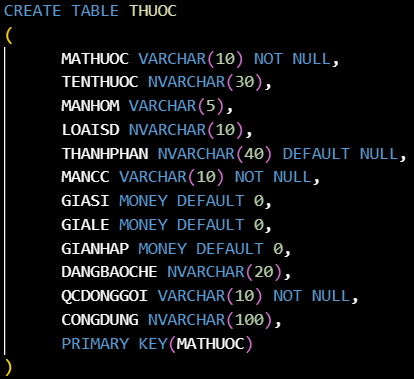 CREATE TABLE THUOC
(
MATHUOC VARCHAR(10) NOT NULL,
TENTHUOC NVARCHAR(30),
MANHOM VARCHAR(5),
LOAISD NVARCHAR(10),
THANHPHAN NVARCHAR(40) DEFAULT NULL,
MANCC VARCHAR(10) NOT NULL,
GIASI MONEY DEFAULT 0,
GIALE MONEY DEFAULT 0,
GIANHAP MONEY DEFAULT 0,
DANGBAOCHE NVARCHAR(20),
QCDONGGOI VARCHAR(10) NOT NULL,
CONGDUNG NVARCHAR(100),
PRIMARY KEY(MATHUOC)
)